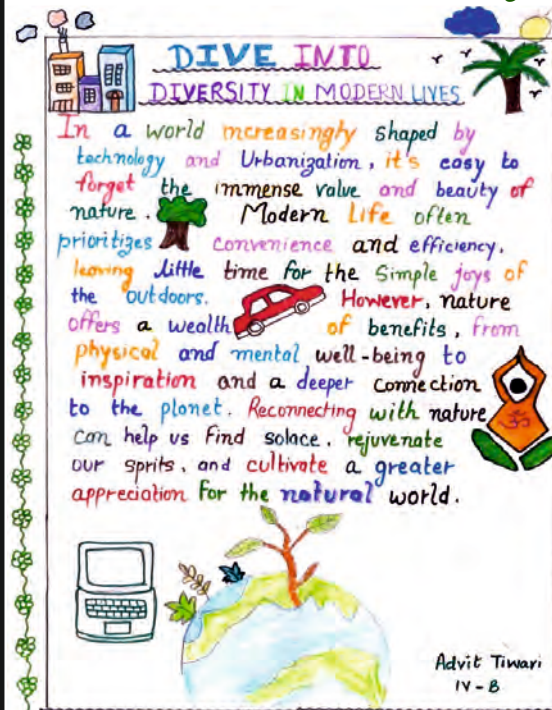 DIVE INTO
DIVERSITY IN MODERN LIVES
In a world increasingly shaped by
technology and Urbanization, it's easy to
forget the immense value and beauty of
nature. Modern Life often
prioritizes convenience and efficiency,
leaving little time for the Simple joys of
the outdoors. However, nature
offers a wealth of benefits, from
physical and mental well-being to
inspiration and a deeper connection
to the planet. Reconnecting with nature
can help us Find solace, rejuvenate
our sprits, and cultivate a greater
appreciation for the natural world.
ॐ
Advit Tiwari
IV-B